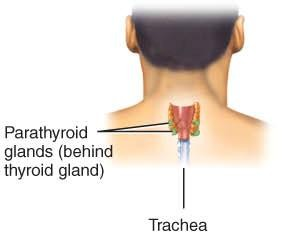 Parathyroid
glands (behind
thyroid gland)
Trachea